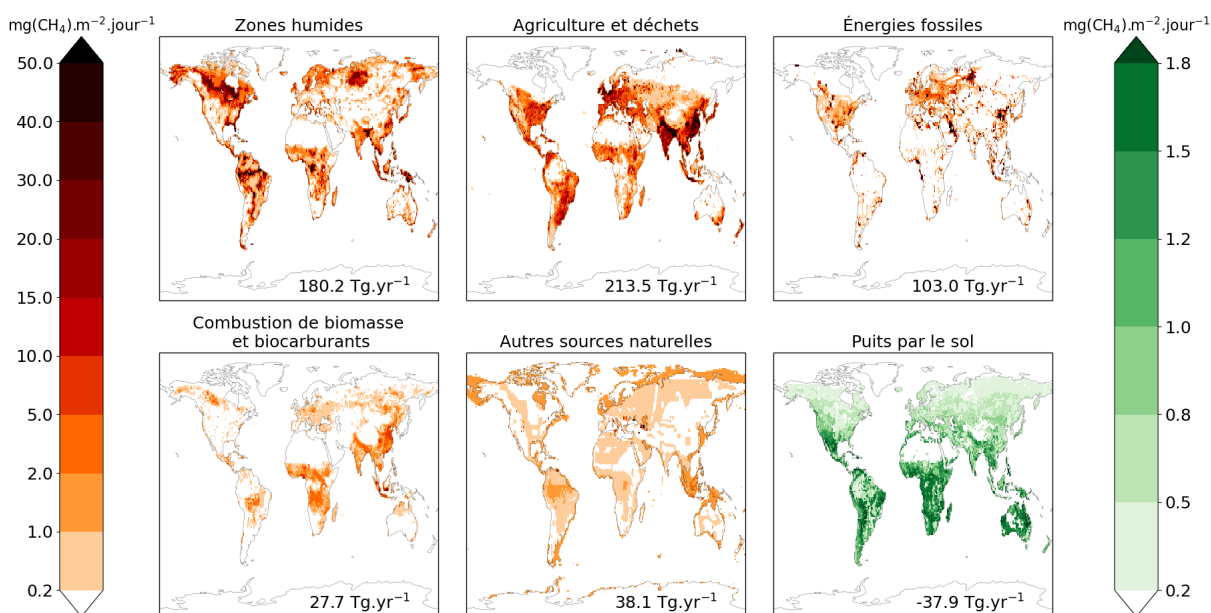 mg(CH₄).m⁻².jour⁻¹
50.0
40.0
30.0
20.0
15.0
10.0
5.0
2.0
1.0
0.2
Zones humides
180.2 Tg.yr⁻¹
Agriculture et déchets
213.5 Tg.yr⁻¹
Énergies fossiles
103.0 Tg.yr⁻¹
Combustion de biomasse
et biocarburants
27.7 Tg.yr⁻¹
Autres sources naturelles
38.1 Tg.yr⁻¹
Puits par le sol
-37.9 Tg.yr⁻¹
mg(CH₄).m⁻².jour⁻¹
1.8
1.5
1.2
1.0
0.8
0.5
0.2